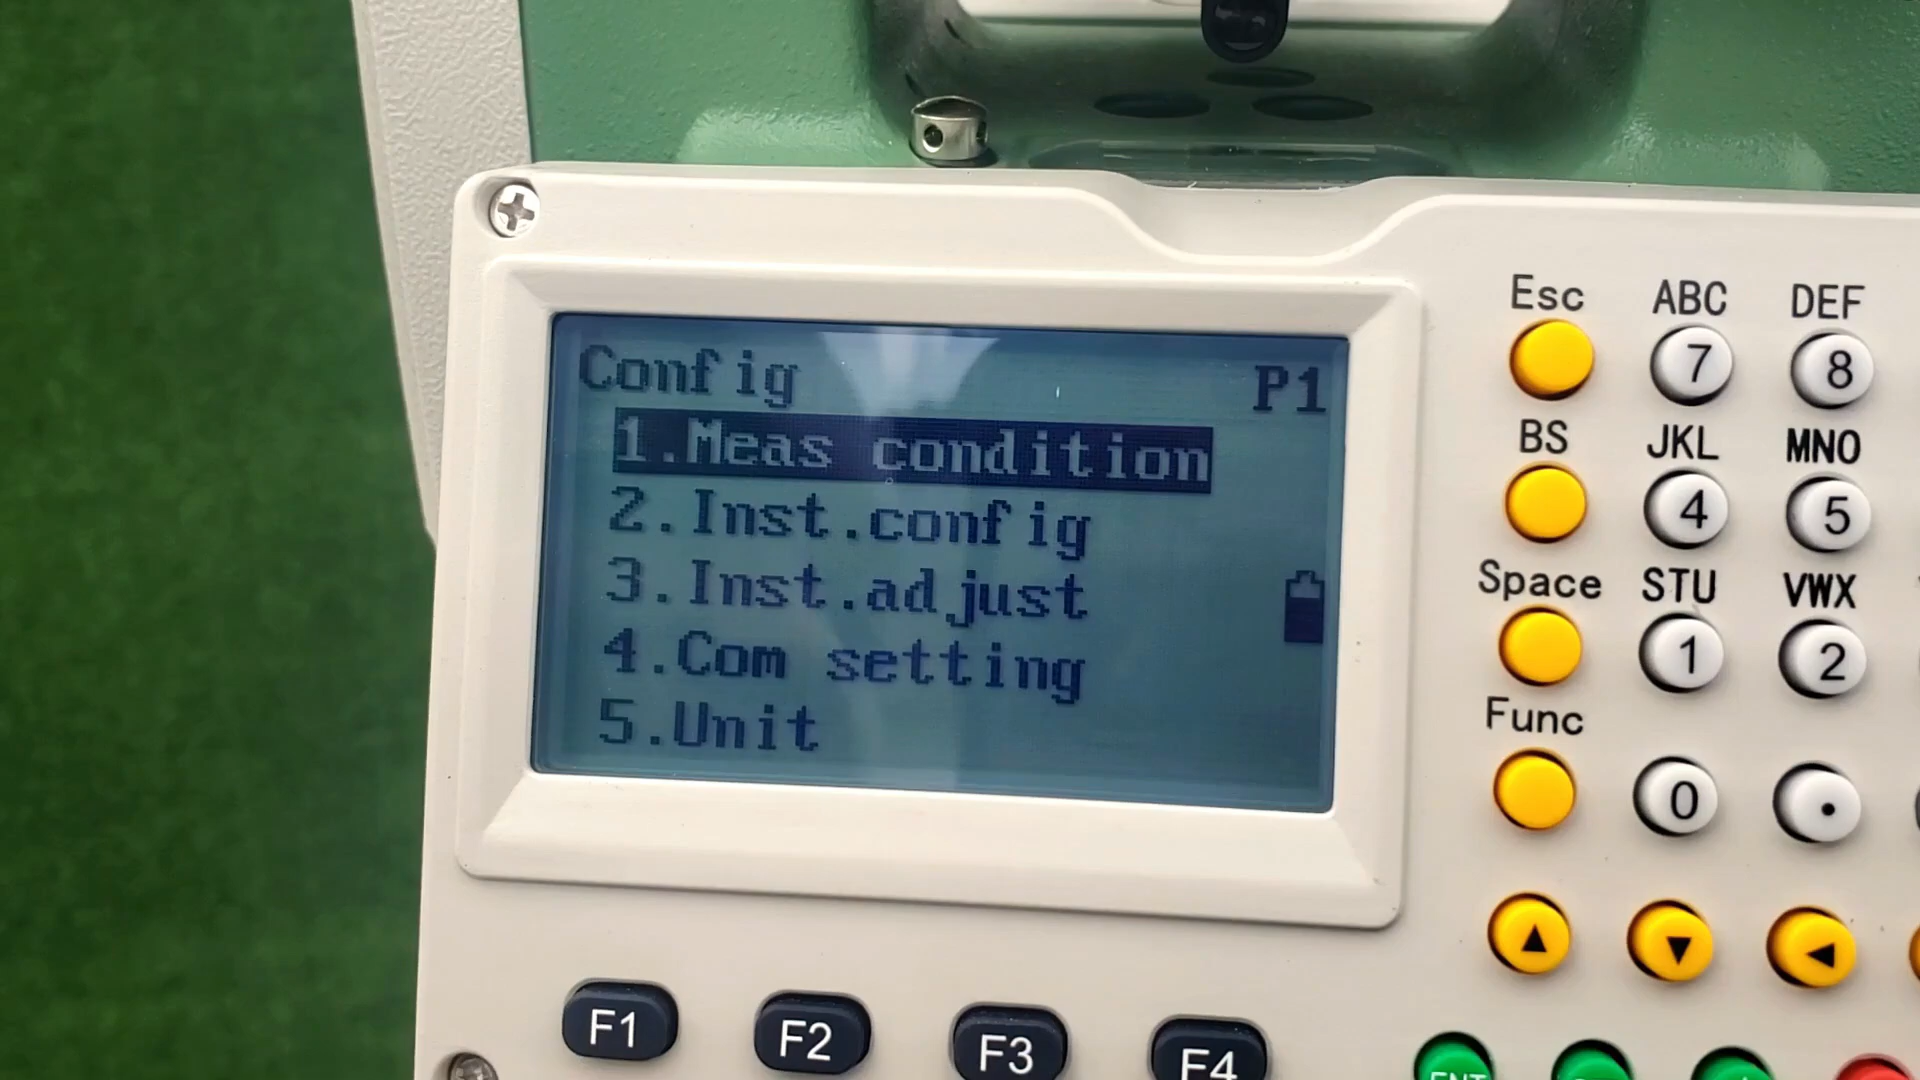 Config P1
1.Meas condition
2.Inst.config
3.Inst.adjust
4.Com setting
5.Unit
Esc ABC DEF
7 8
BS JKL MNO
4 5
Space STU VWX
1 2
Func
0 .
F1 F2 F3 F4
ENT